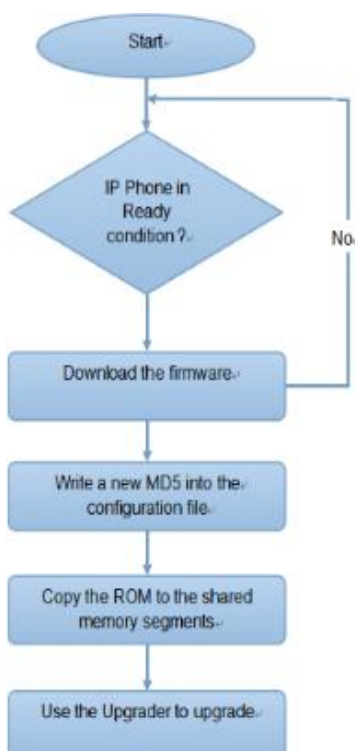 Start
IP Phone in
Ready
condition ?
No
Download the firmware
Write a new MD5 into the
configuration file
Copy the ROM to the shared
memory segments
Use the Upgrader to upgrade